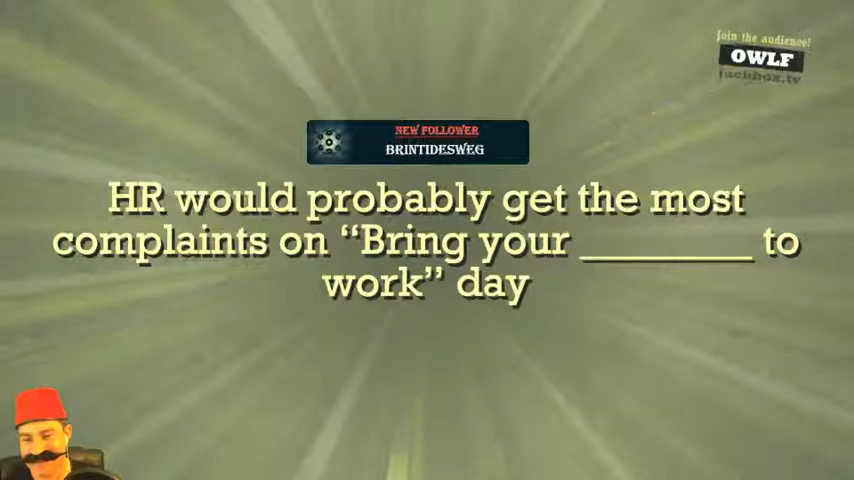 Join the audience!
OWLF
jackbox.tv
NEW FOLLOWER
BRINTIDESWEG
HR would probably get the most
complaints on “Bring your ________ to
work” day